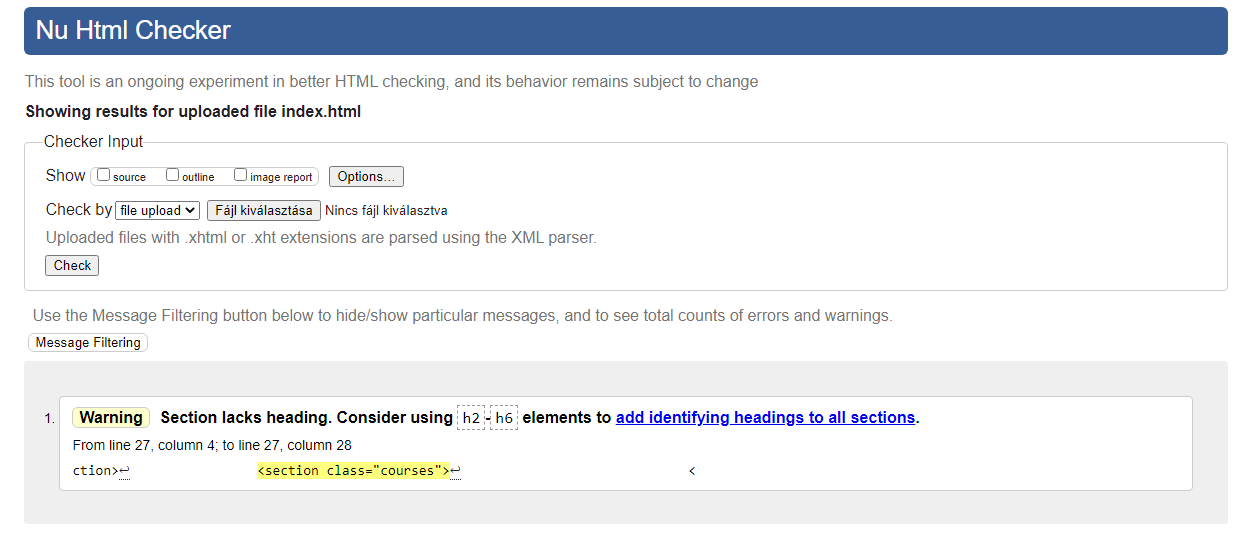 Nu Html Checker
This tool is an ongoing experiment in better HTML checking, and its behavior remains subject to change
Showing results for uploaded file index.html
Checker Input
Show source outline image report Options...
Check by file upload Fájl kiválasztása Nincs fájl kiválasztva
Uploaded files with .xhtml or .xht extensions are parsed using the XML parser.
Check
Use the Message Filtering button below to hide/show particular messages, and to see total counts of errors and warnings.
Message Filtering
1. Warning Section lacks heading. Consider using h2-h6 elements to add identifying headings to all sections.
From line 27, column 4; to line 27, column 28
ction>↩ <section class="courses">↩ <